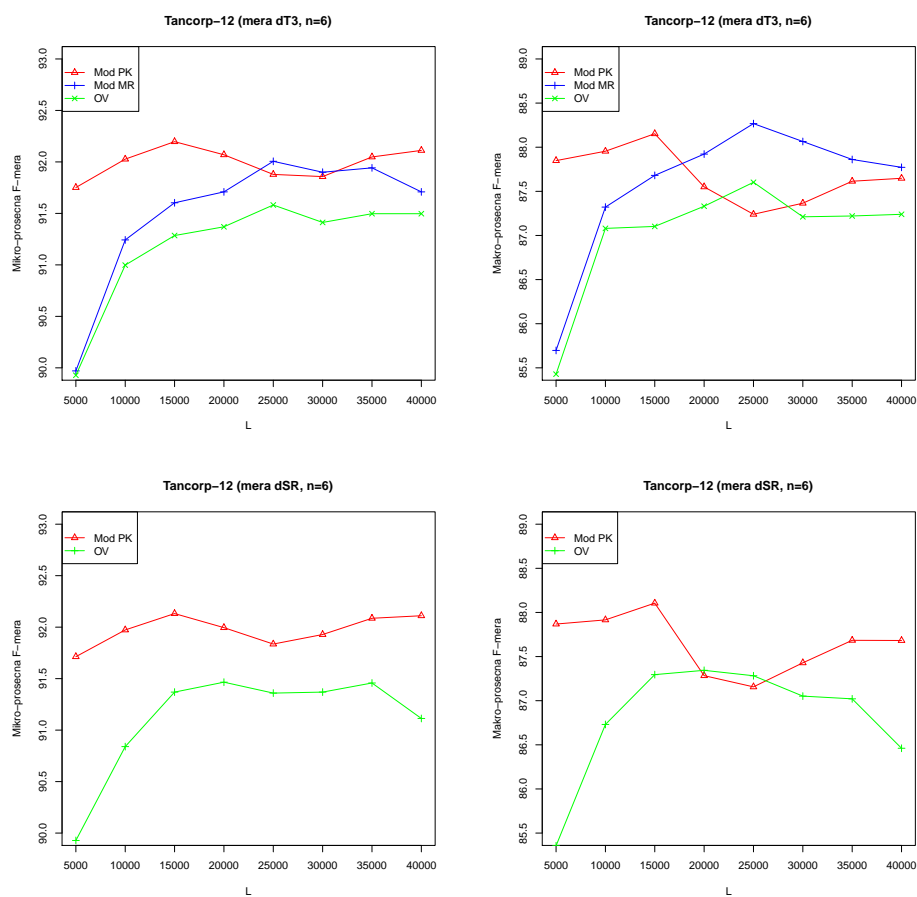 Tancorp−12 (mera dT3, n=6)
Mikro−prosecna F−mera
93.0
92.5
92.0
91.5
91.0
90.5
90.0
Mod PK
Mod MR
OV
5000 10000 15000 20000 25000 30000 35000 40000
L
Tancorp−12 (mera dT3, n=6)
Makro−prosecna F−mera
89.0
88.5
88.0
87.5
87.0
86.5
86.0
85.5
Mod PK
Mod MR
OV
5000 10000 15000 20000 25000 30000 35000 40000
L
Tancorp−12 (mera dSR, n=6)
Mikro−prosecna F−mera
93.0
92.5
92.0
91.5
91.0
90.5
90.0
Mod PK
OV
5000 10000 15000 20000 25000 30000 35000 40000
L
Tancorp−12 (mera dSR, n=6)
Makro−prosecna F−mera
89.0
88.5
88.0
87.5
87.0
86.5
86.0
85.5
Mod PK
OV
5000 10000 15000 20000 25000 30000 35000 40000
L